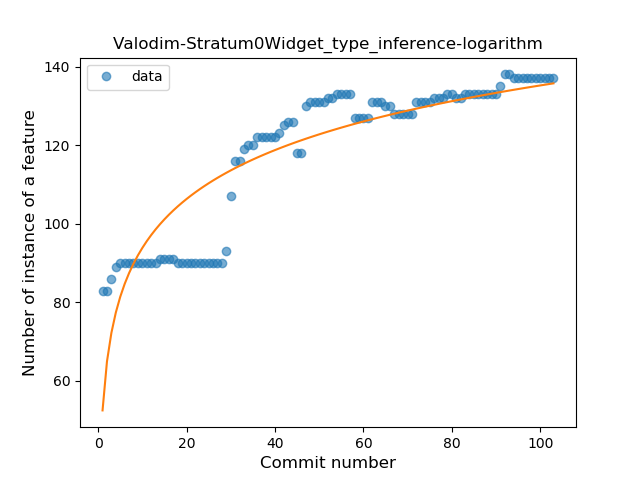 Valodim-Stratum0Widget_type_inference-logarithm
data
Number of instance of a feature
140
120
100
80
60
0 20 40 60 80 100
Commit number